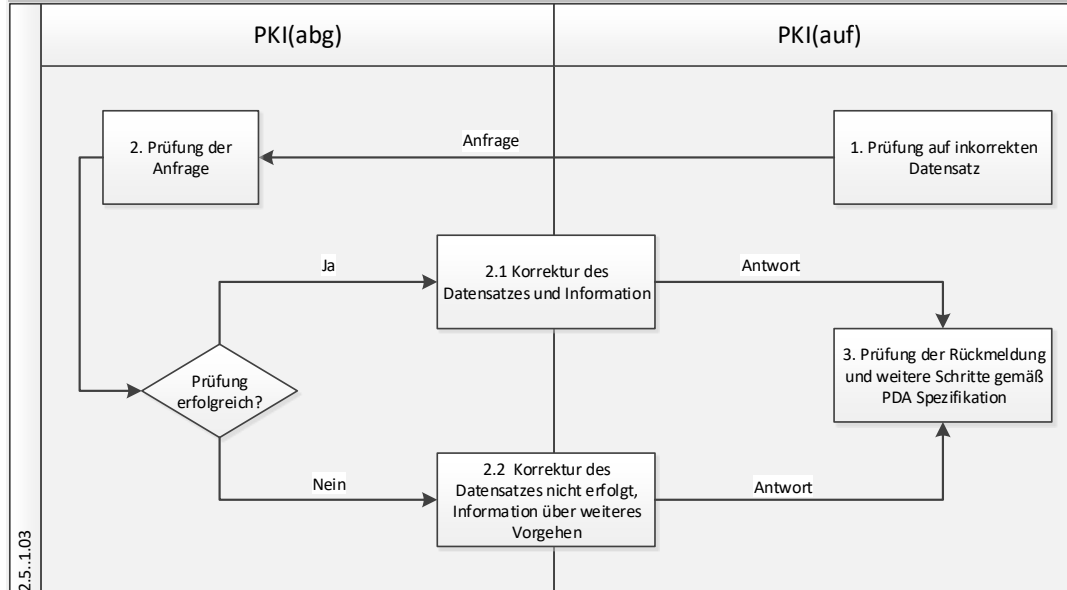 PKI(abg)
PKI(auf)
2. Prüfung der
Anfrage
Anfrage
1. Prüfung auf inkorrekten
Datensatz
Ja
2.1 Korrektur des
Datensatzes und Information
Antwort
Prüfung
erfolgreich?
3. Prüfung der Rückmeldung
und weitere Schritte gemäß
PDA Spezifikation
Nein
2.2 Korrektur des
Datensatzes nicht erfolgt,
Information über weiteres
Vorgehen
Antwort
2.5..1.03